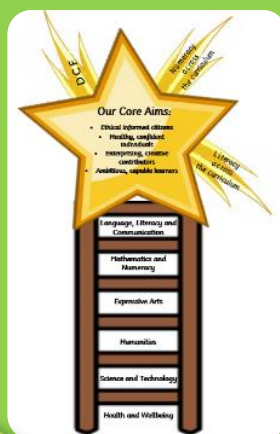 DCF
Numeracy
across
the curriculum
Our Core Aims:
• Ethical informed citizens
• Healthy, confident
individuals
• Enterprising, creative
contributors
• Ambitious, capable learners
Literacy
across
the curriculum
Language, Literacy and
Communication
Mathematics and
Numeracy
Expressive Arts
Humanities
Science and Technology
Health and Wellbeing